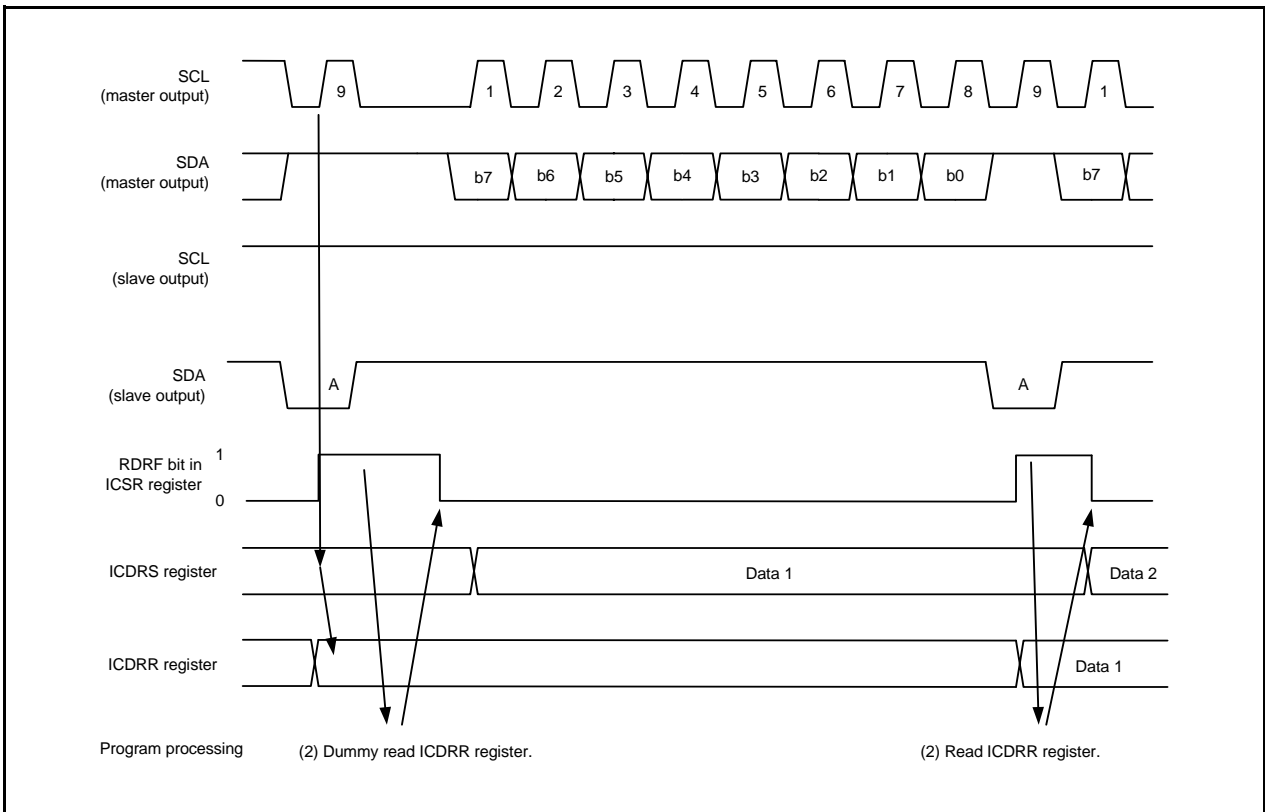 SCL
(master output)
9 1 2 3 4 5 6 7 8 9 1
SDA
(master output)
b7 b6 b5 b4 b3 b2 b1 b0 b7
SCL
(slave output)
SDA
(slave output)
A A
RDRF bit in
ICSR register
1
0
ICDRS register
Data 1 Data 2
ICDRR register
Data 1
Program processing
(2) Dummy read ICDRR register.
(2) Read ICDRR register.